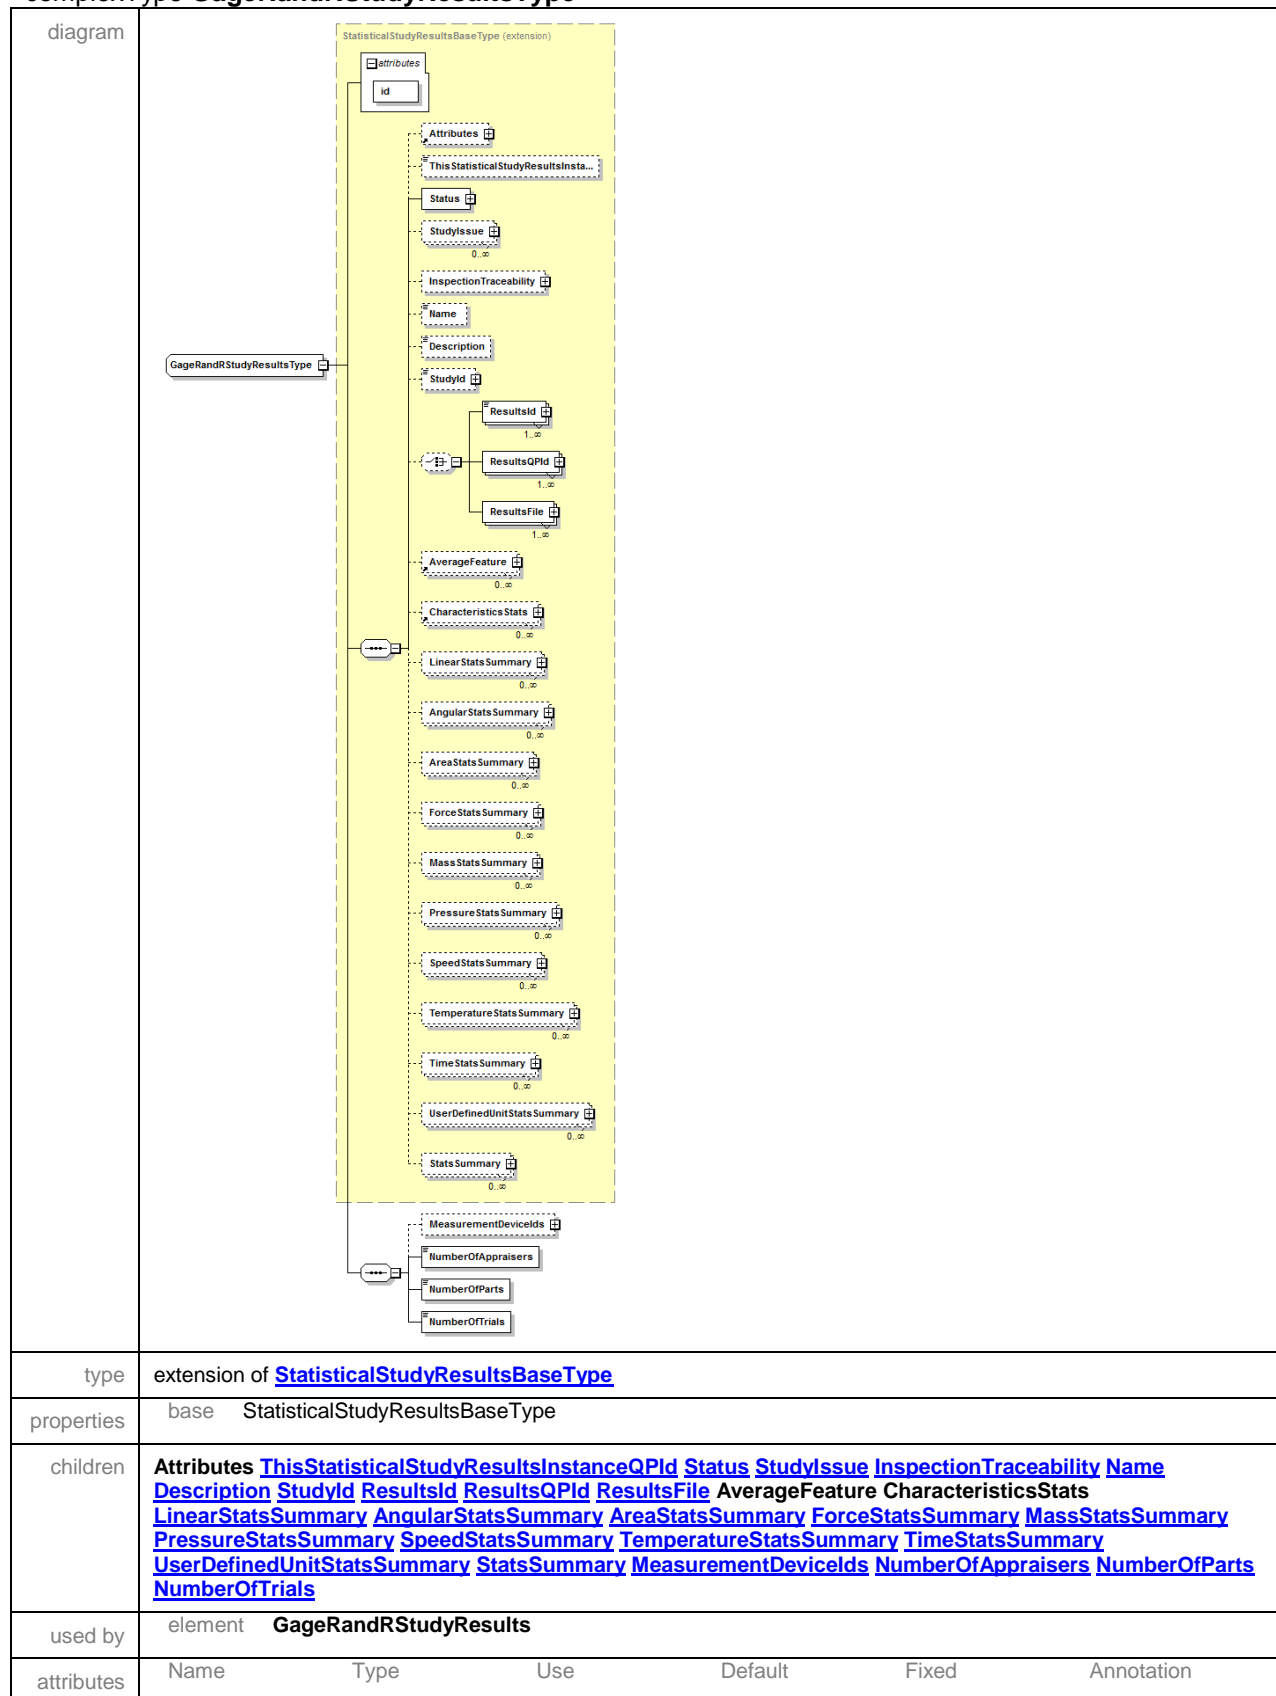 complexType GageRandRStudyResultsType
diagram
StatisticalStudyResultsBaseType (extension)
attributes
id
Attributes
ThisStatisticalStudyResultsInsta...
Status
StudyIssue
0..∞
InspectionTraceability
Name
Description
GageRandRStudyResultsType
StudyId
ResultsId
1..∞
ResultsQPId
1..∞
ResultsFile
1..∞
AverageFeature
0..∞
CharacteristicsStats
0..∞
LinearStatsSummary
0..∞
AngularStatsSummary
0..∞
AreaStatsSummary
0..∞
ForceStatsSummary
0..∞
MassStatsSummary
0..∞
PressureStatsSummary
0..∞
SpeedStatsSummary
0..∞
TemperatureStatsSummary
0..∞
TimeStatsSummary
0..∞
UserDefinedUnitStatsSummary
0..∞
StatsSummary
0..∞
MeasurementDeviceIds
NumberOfAppraisers
NumberOfParts
NumberOfTrials
type extension of StatisticalStudyResultsBaseType
properties base StatisticalStudyResultsBaseType
children Attributes ThisStatisticalStudyResultsInstanceQPId Status StudyIssue InspectionTraceability Name
Description StudyId ResultsId ResultsQPId ResultsFile AverageFeature CharacteristicsStats
LinearStatsSummary AngularStatsSummary AreaStatsSummary ForceStatsSummary MassStatsSummary
PressureStatsSummary SpeedStatsSummary TemperatureStatsSummary TimeStatsSummary
UserDefinedUnitStatsSummary StatsSummary MeasurementDeviceIds NumberOfAppraisers NumberOfParts
NumberOfTrials
used by element GageRandRStudyResults
attributes Name Type Use Default Fixed Annotation